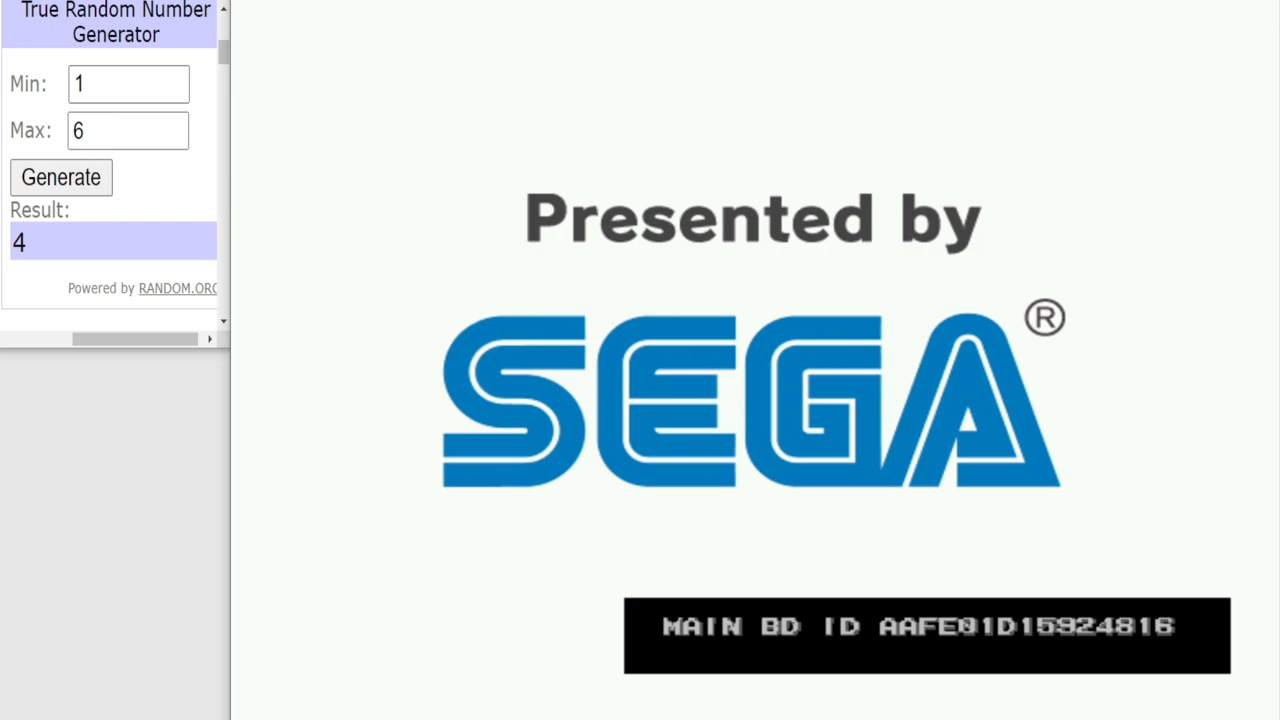 True Random Number
Generator
Min: 1
Max: 6
Generate
Result:
4
Powered by RANDOM.ORG
Presented by
SEGA®
MAIN BD ID AAFE01D15924816